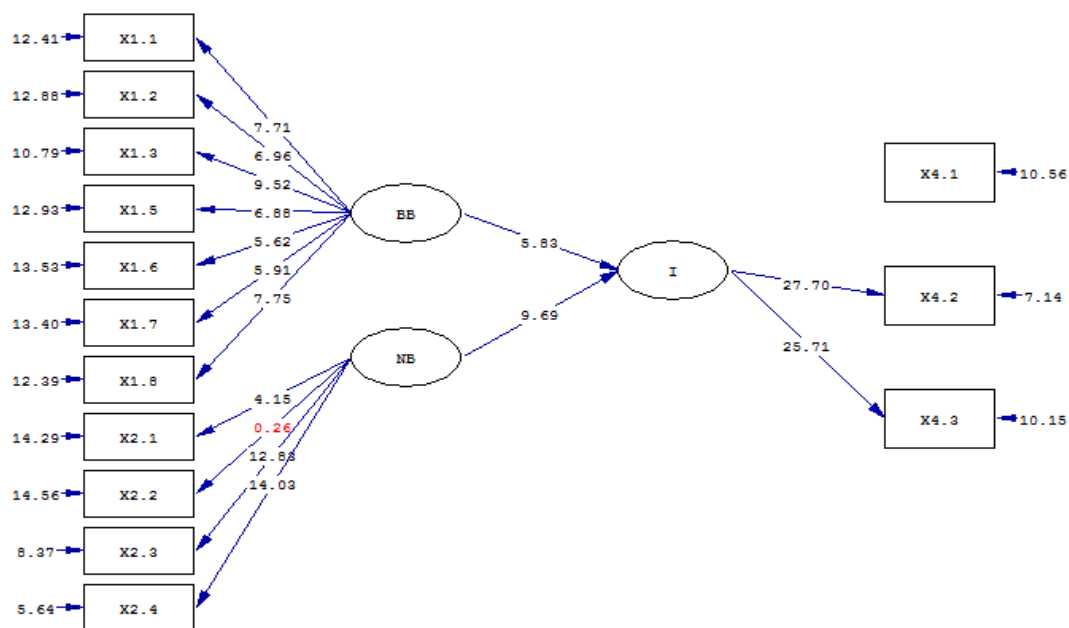 12.41 X1.1
12.88 X1.2
10.79 X1.3
12.93 X1.5
13.53 X1.6
13.40 X1.7
12.39 X1.8
14.29 X2.1
14.56 X2.2
8.37 X2.3
5.64 X2.4
7.71
6.96
9.52
6.88
5.62
5.91
7.75
4.15
0.26
12.83
14.03
BB
NB
5.83
9.69
I
27.70
25.71
X4.1 10.56
X4.2 7.14
X4.3 10.15